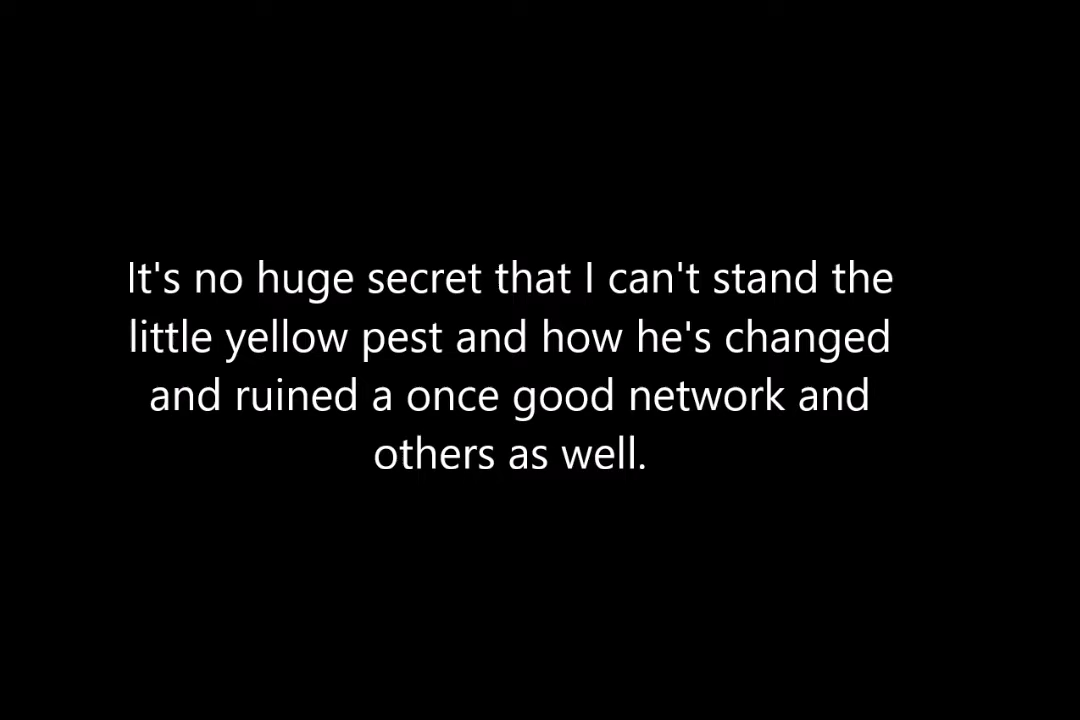 It's no huge secret that I can't stand the
little yellow pest and how he's changed
and ruined a once good network and
others as well.